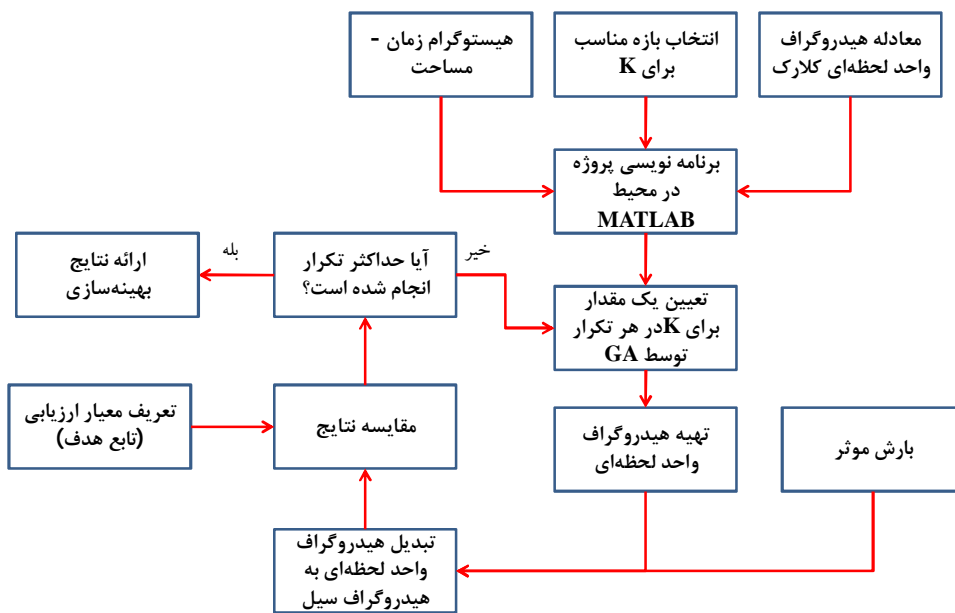 معادله هیدروگراف
واحد لحظه‌ای کلارک
انتخاب بازه مناسب
برای K
هیستوگرام زمان -
مساحت
برنامه نویسی پروژه
در محیط
MATLAB
خیر
آیا حداکثر تکرار
انجام شده است؟
بله
ارائه نتایج
بهینه‌سازی
تعیین یک مقدار
برای Kدر هر تکرار
توسط GA
بارش موثر
تهیه هیدروگراف
واحد لحظه‌ای
مقایسه نتایج
تعریف معیار ارزیابی
(تابع هدف)
تبدیل هیدروگراف
واحد لحظه‌ای به
هیدروگراف سیل